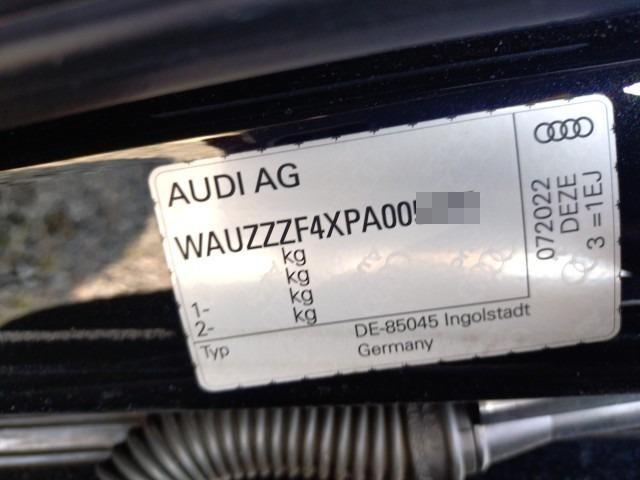 AUDI AG
WAUZZZF4XPA00
kg
kg
1- kg
2- kg
Typ
DE-85045 Ingolstadt
Germany
072022
DEZE
3 =1EJ